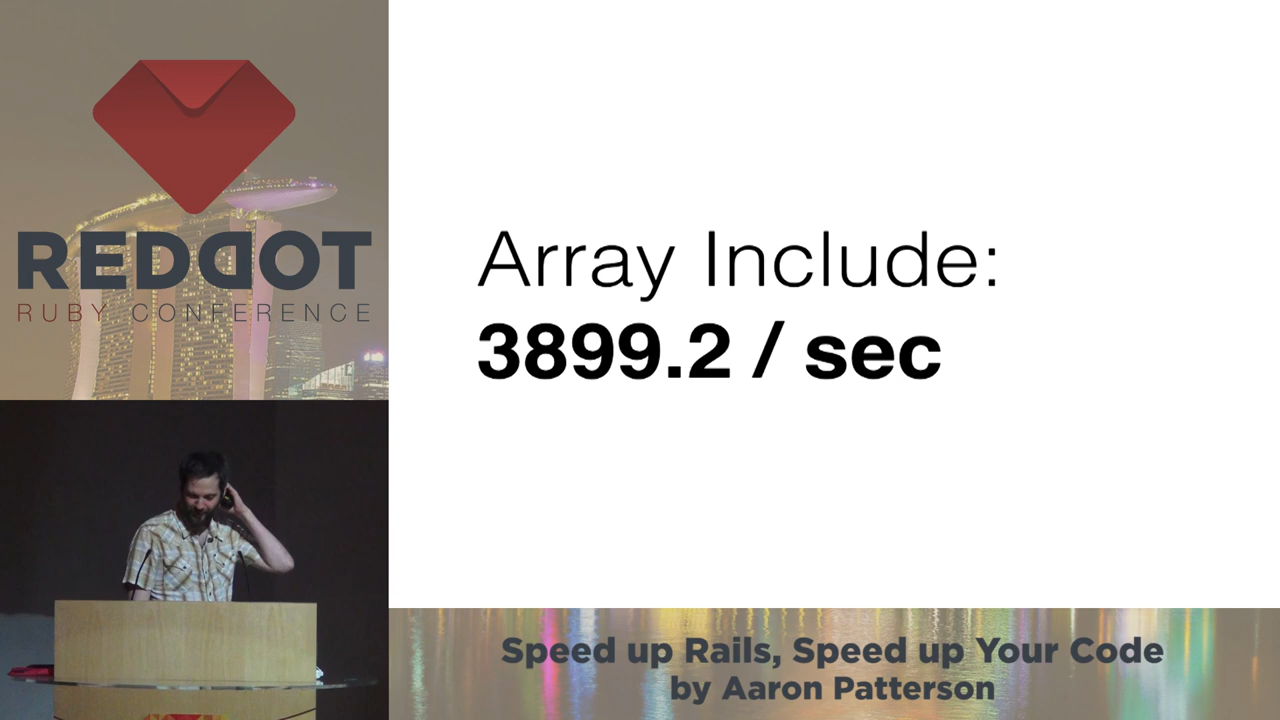 REDDOT
RUBY CONFERENCE
Array Include:
3899.2 / sec
Speed up Rails, Speed up Your Code
by Aaron Patterson